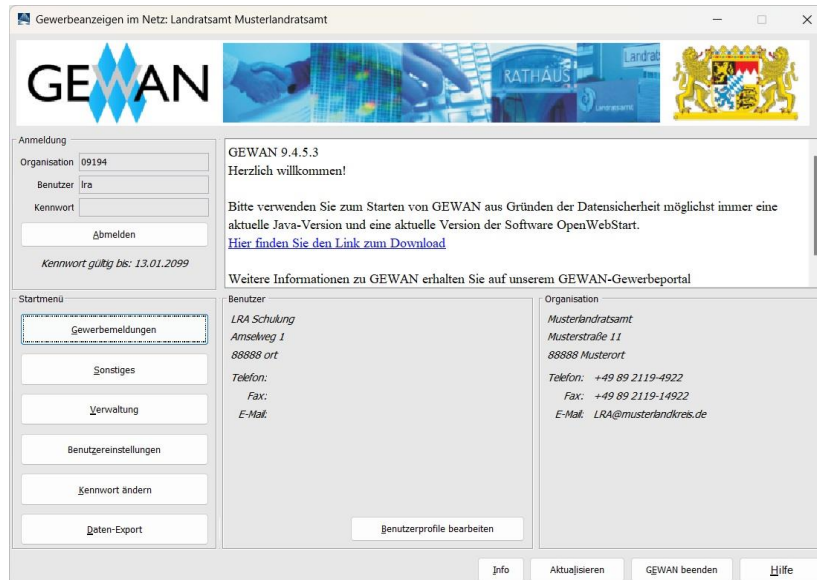 Gewerbeanzeigen im Netz: Landratsamt Musterlandratsamt
GEWAN
RATHAUS
Landrats
Landratsamt
Anmeldung
Organisation 09194
Benutzer lra
Kennwort
Abmelden
Kennwort gültig bis: 13.01.2099
GEWAN 9.4.5.3
Herzlich willkommen!
Bitte verwenden Sie zum Starten von GEWAN aus Gründen der Datensicherheit möglichst immer eine
aktuelle Java-Version und eine aktuelle Version der Software OpenWebStart.
Hier finden Sie den Link zum Download
Weitere Informationen zu GEWAN erhalten Sie auf unserem GEWAN-Gewerbeportal
Startmenü
Gewerbemeldungen
Sonstiges
Verwaltung
Benutzereinstellungen
Kennwort ändern
Daten-Export
Benutzer
LRA Schulung
Amselweg 1
88888 ort
Telefon:
Fax:
E-Mail:
Benutzerprofile bearbeiten
Organisation
Musterlandratsamt
Musterstraße 11
88888 Musterort
Telefon: +49 89 2119-4922
Fax: +49 89 2119-14922
E-Mail: LRA@musterlandkreis.de
Info
Aktualisieren
GEWAN beenden
Hilfe